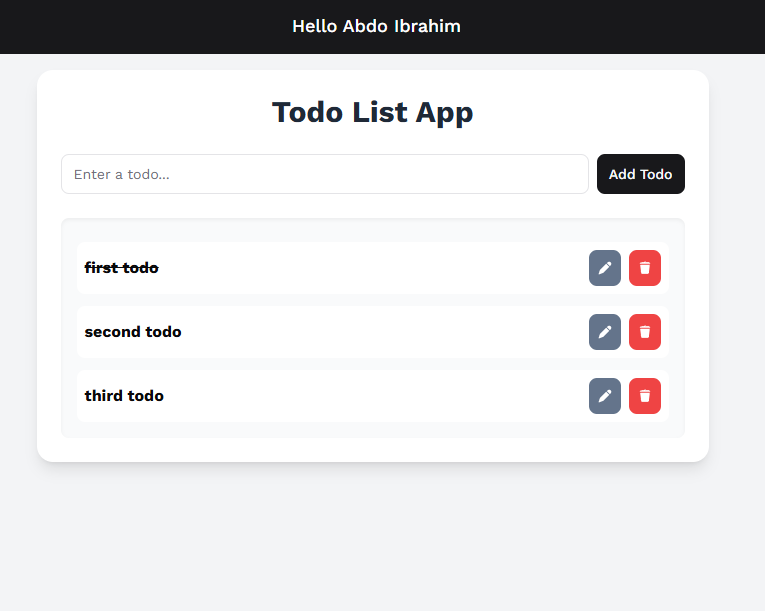 Hello Abdo Ibrahim
Todo List App
Enter a todo...
Add Todo
first todo
second todo
third todo